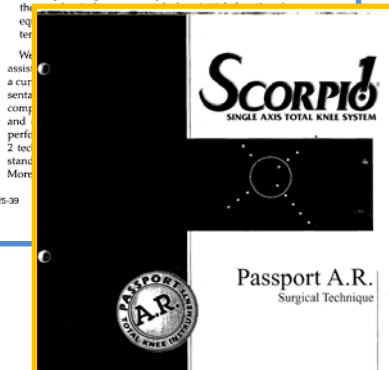 the
equ
ter
We
assis
a cur
senta
comp
and
perfo
2 tec
stand
More
5-39
SCORPIO
SINGLE AXIS TOTAL KNEE SYSTEM
Passport A.R.
Surgical Technique
PASSPORT
A.R.
TOTAL KNEE INSTRUMENTS